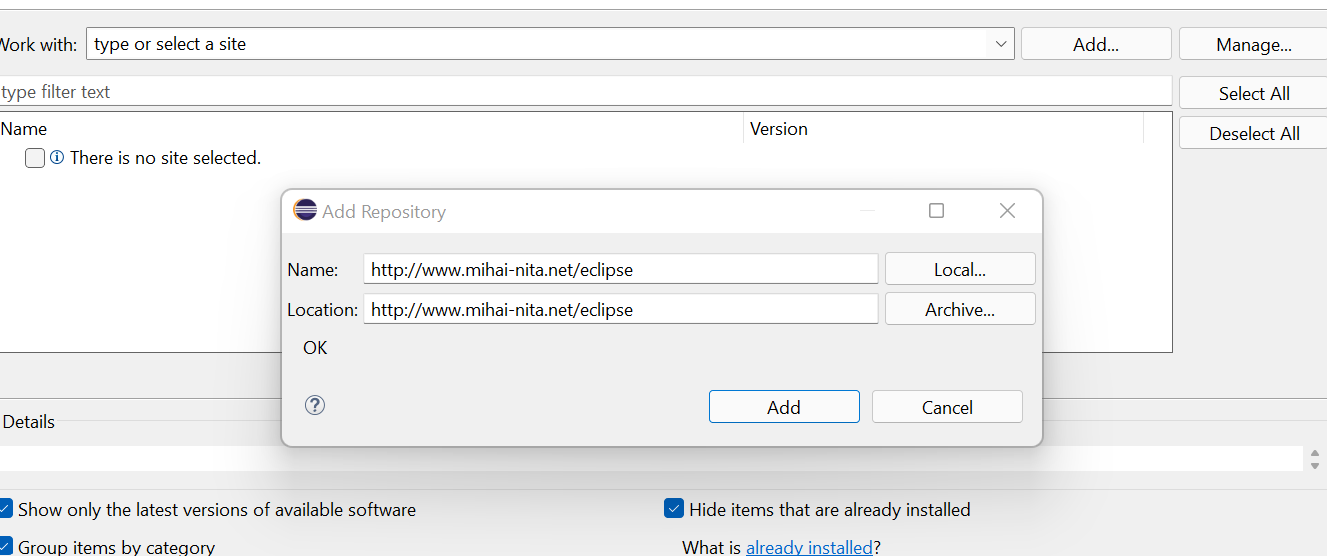 Work with: type or select a site Add... Manage...
type filter text Select All
Name Version Deselect All
There is no site selected.
Add Repository
Name: http://www.mihai-nita.net/eclipse Local...
Location: http://www.mihai-nita.net/eclipse Archive...
OK
Add Cancel
Details
Show only the latest versions of available software Hide items that are already installed
Group items by category What is already installed?